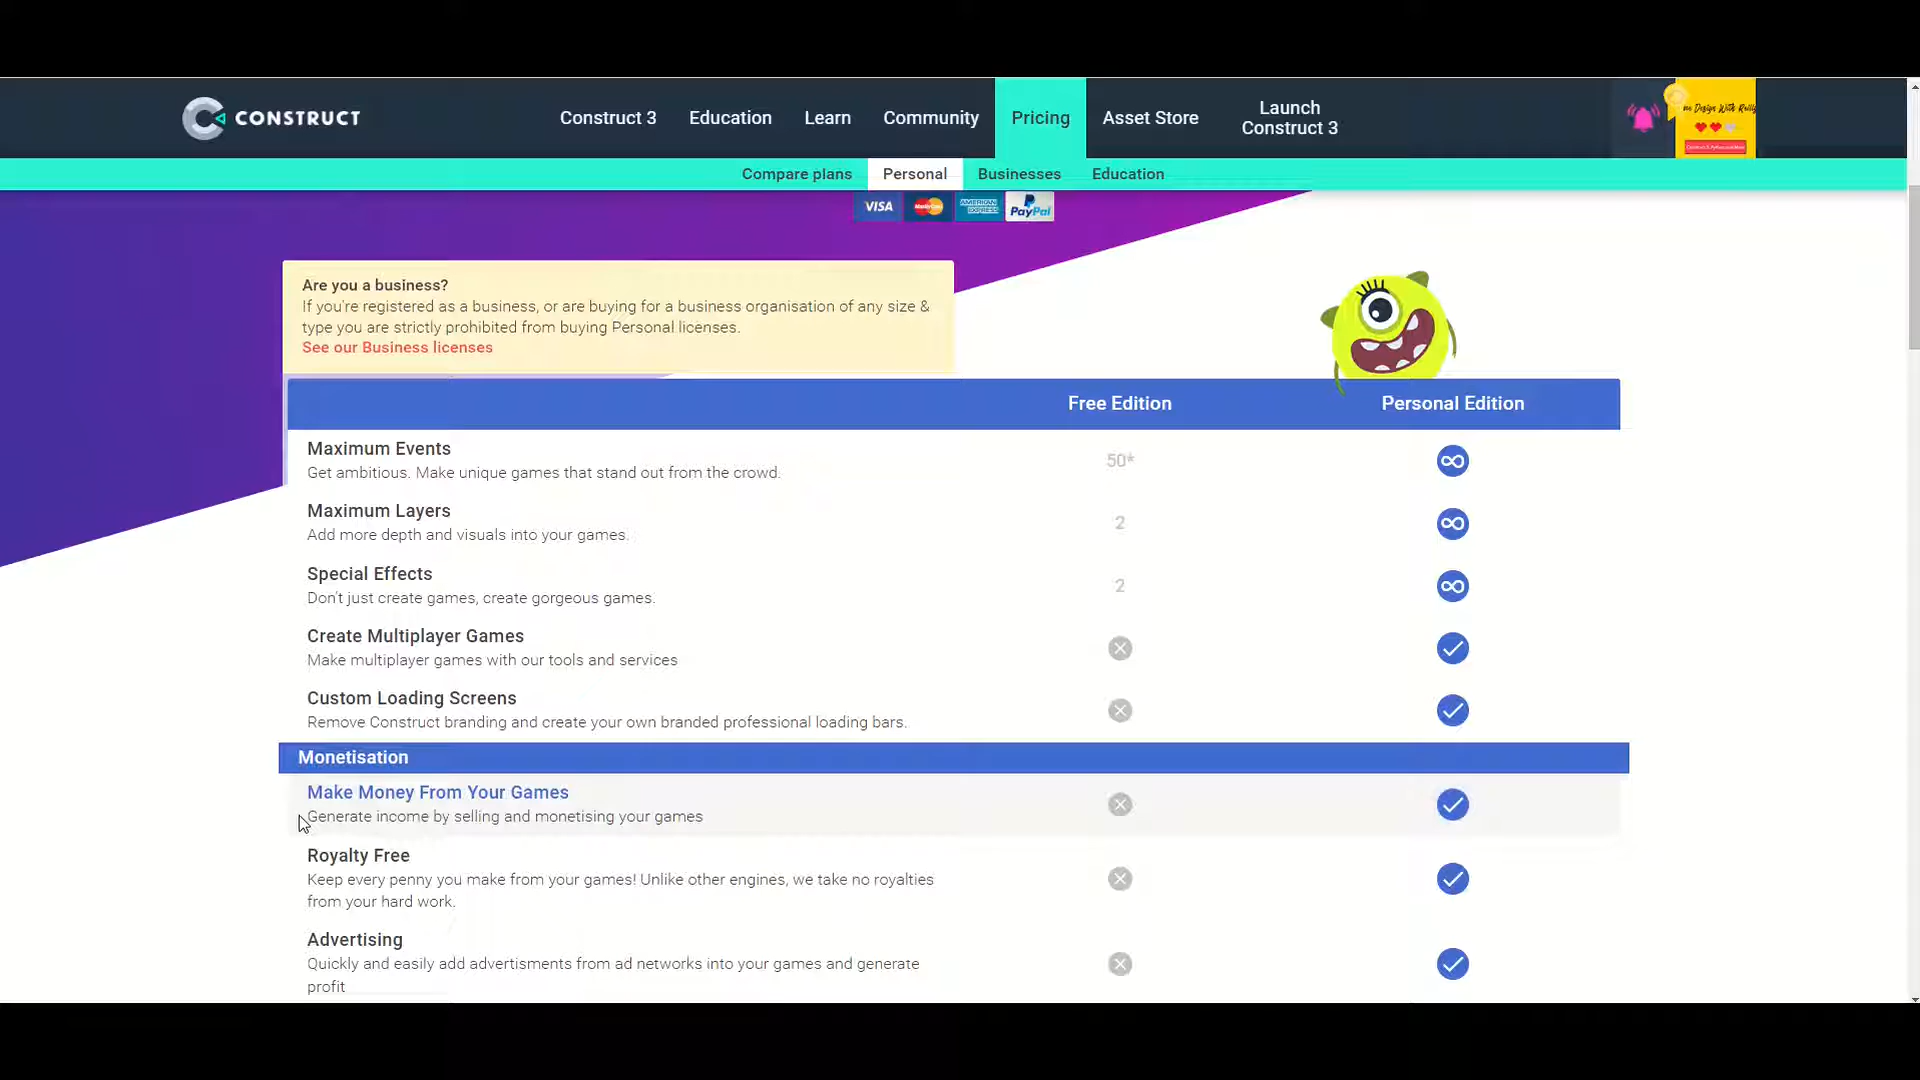 CONSTRUCT
Construct 3
Education
Learn
Community
Pricing
Asset Store
Launch
Construct 3
Compare plans
Personal
Businesses
Education
VISA
MasterCard
AMERICAN EXPRESS
PayPal
Are you a business?
If you're registered as a business, or are buying for a business organisation of any size &
type you are strictly prohibited from buying Personal licenses.
See our Business licenses
Free Edition
Personal Edition
Maximum Events
Get ambitious. Make unique games that stand out from the crowd.
50*
Maximum Layers
Add more depth and visuals into your games.
2
Special Effects
Don't just create games, create gorgeous games.
2
Create Multiplayer Games
Make multiplayer games with our tools and services
Custom Loading Screens
Remove Construct branding and create your own branded professional loading bars.
Monetisation
Make Money From Your Games
Generate income by selling and monetising your games
Royalty Free
Keep every penny you make from your games! Unlike other engines, we take no royalties
from your hard work.
Advertising
Quickly and easily add advertisments from ad networks into your games and generate
profit